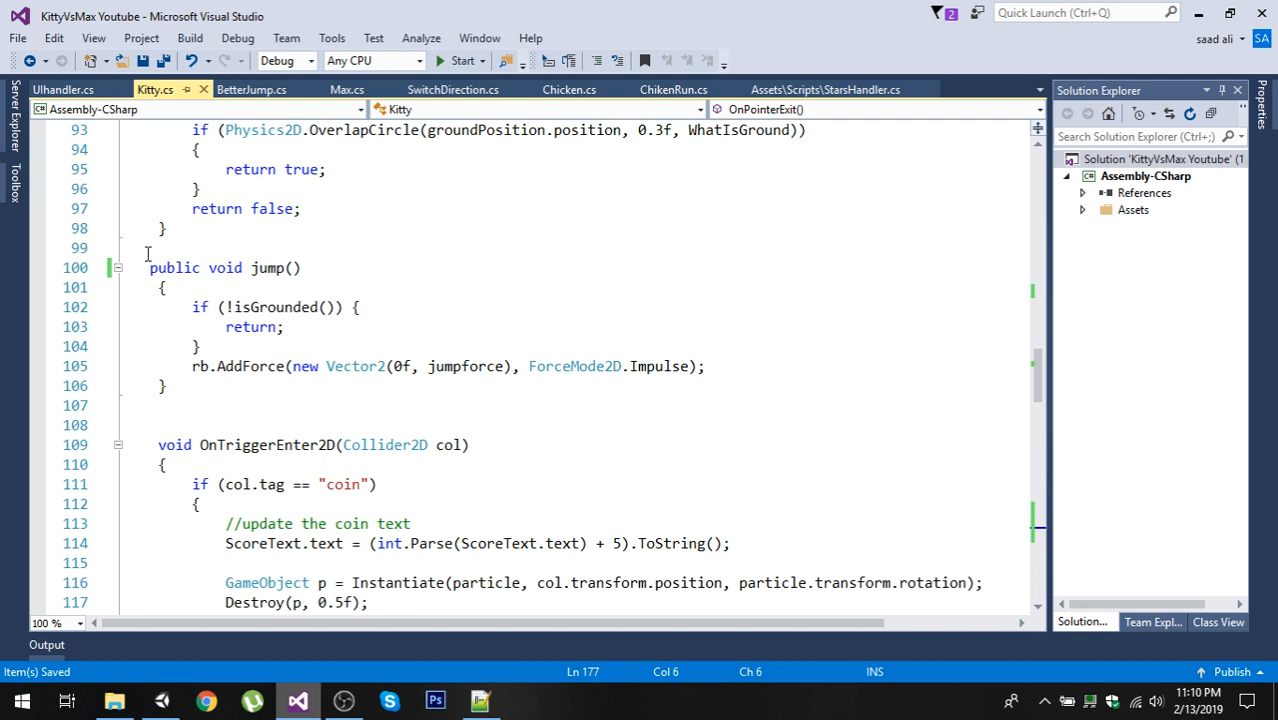 KittyVsMax Youtube - Microsoft Visual Studio
2
Quick Launch (Ctrl+Q)
File Edit View Project Build Debug Team Tools Test Analyze Window Help
saad ali SA
Debug Any CPU Start
UIhandler.cs Kitty.cs BetterJump.cs Max.cs SwitchDirection.cs Chicken.cs ChikenRun.cs Assets\Scripts\StarsHandler.cs
Assembly-CSharp Kitty OnPointerExit()
Server Explorer
Toolbox
93 if (Physics2D.OverlapCircle(groundPosition.position, 0.3f, WhatIsGround))
94 {
95 return true;
96 }
97 return false;
98 }
99
100 public void jump()
101 {
102 if (!isGrounded()) {
103 return;
104 }
105 rb.AddForce(new Vector2(0f, jumpforce), ForceMode2D.Impulse);
106 }
107
108
109 void OnTriggerEnter2D(Collider2D col)
110 {
111 if (col.tag == "coin")
112 {
113 //update the coin text
114 ScoreText.text = (int.Parse(ScoreText.text) + 5).ToString();
115
116 GameObject p = Instantiate(particle, col.transform.position, particle.transform.rotation);
117 Destroy(p, 0.5f);
100 %
Solution Explorer
Search Solution Explorer (Ctrl+;)
Solution 'KittyVsMax Youtube' (1
Assembly-CSharp
References
Assets
Solution... Team Expl... Class View
Properties
Output
Item(s) Saved Ln 177 Col 6 Ch 6 INS Publish
Ps
11:10 PM
2/13/2019